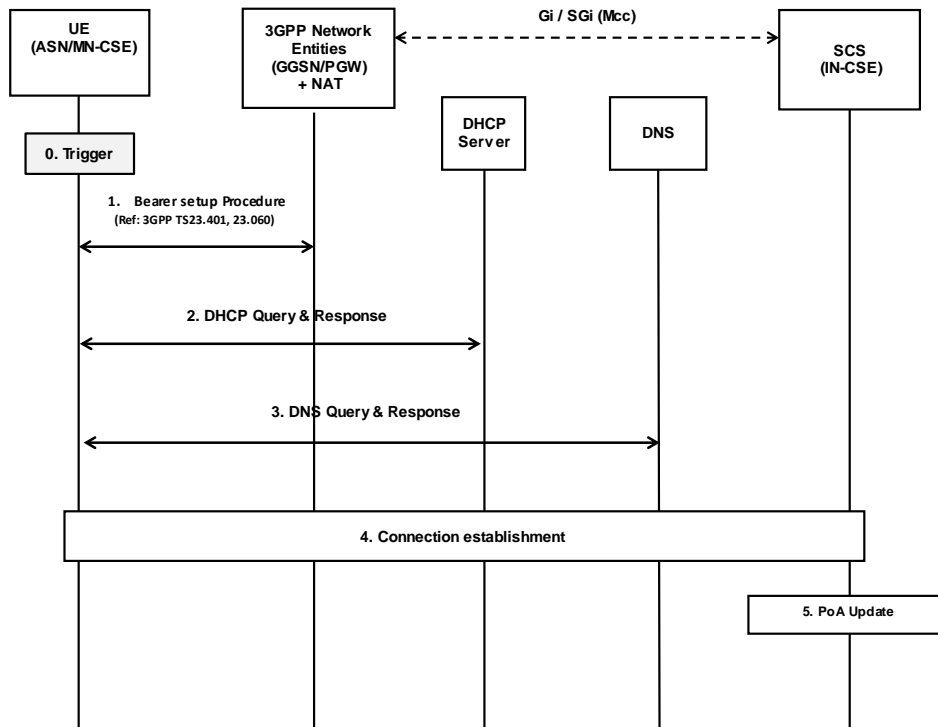 UE
(ASN/MN-CSE)
3GPP Network
Entities
(GGSN/PGW)
+ NAT
Gi / SGi (Mcc)
SCS
(IN-CSE)
DHCP
Server
DNS
0. Trigger
1. Bearer setup Procedure
(Ref: 3GPP TS23.401, 23.060)
2. DHCP Query & Response
3. DNS Query & Response
4. Connection establishment
5. PoA Update